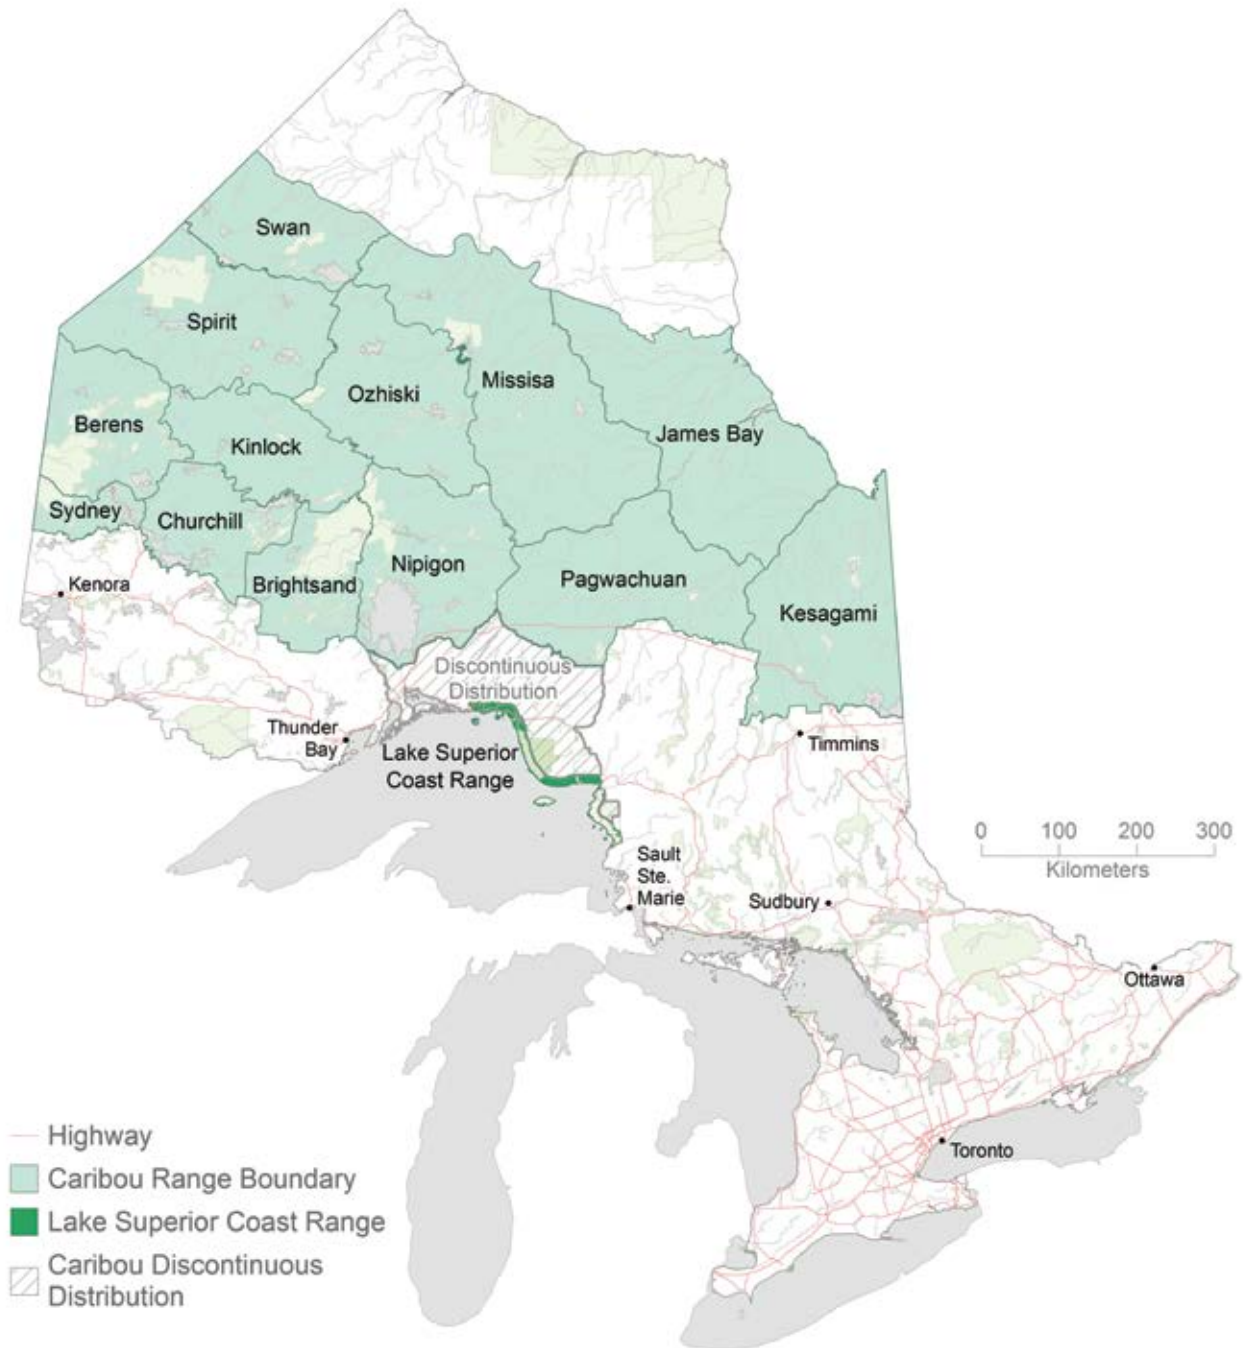 Swan
Spirit
Ozhiski
Missisa
Berens
Kinlock
James Bay
Sydney
Churchill
Nipigon
Brightsand
Pagwachuan
Kesagami
Kenora
Discontinuous
Distribution
Thunder
Bay
Lake Superior
Coast Range
Timmins
0 100 200 300
Kilometers
Sault
Ste.
Marie
Sudbury
Ottawa
Toronto
Highway
Caribou Range Boundary
Lake Superior Coast Range
Caribou Discontinuous
Distribution